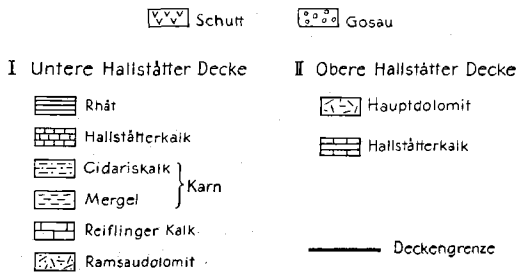 Schutt Gosau
I Untere Hallstätter Decke II Obere Hallstätter Decke
Rhät Hauptdolomit
Hallstätterkalk Hallstätterkalk
Cidariskalk
Karn
Mergel
Reiflinger Kalk
Deckengrenze
Ramsaudolomit